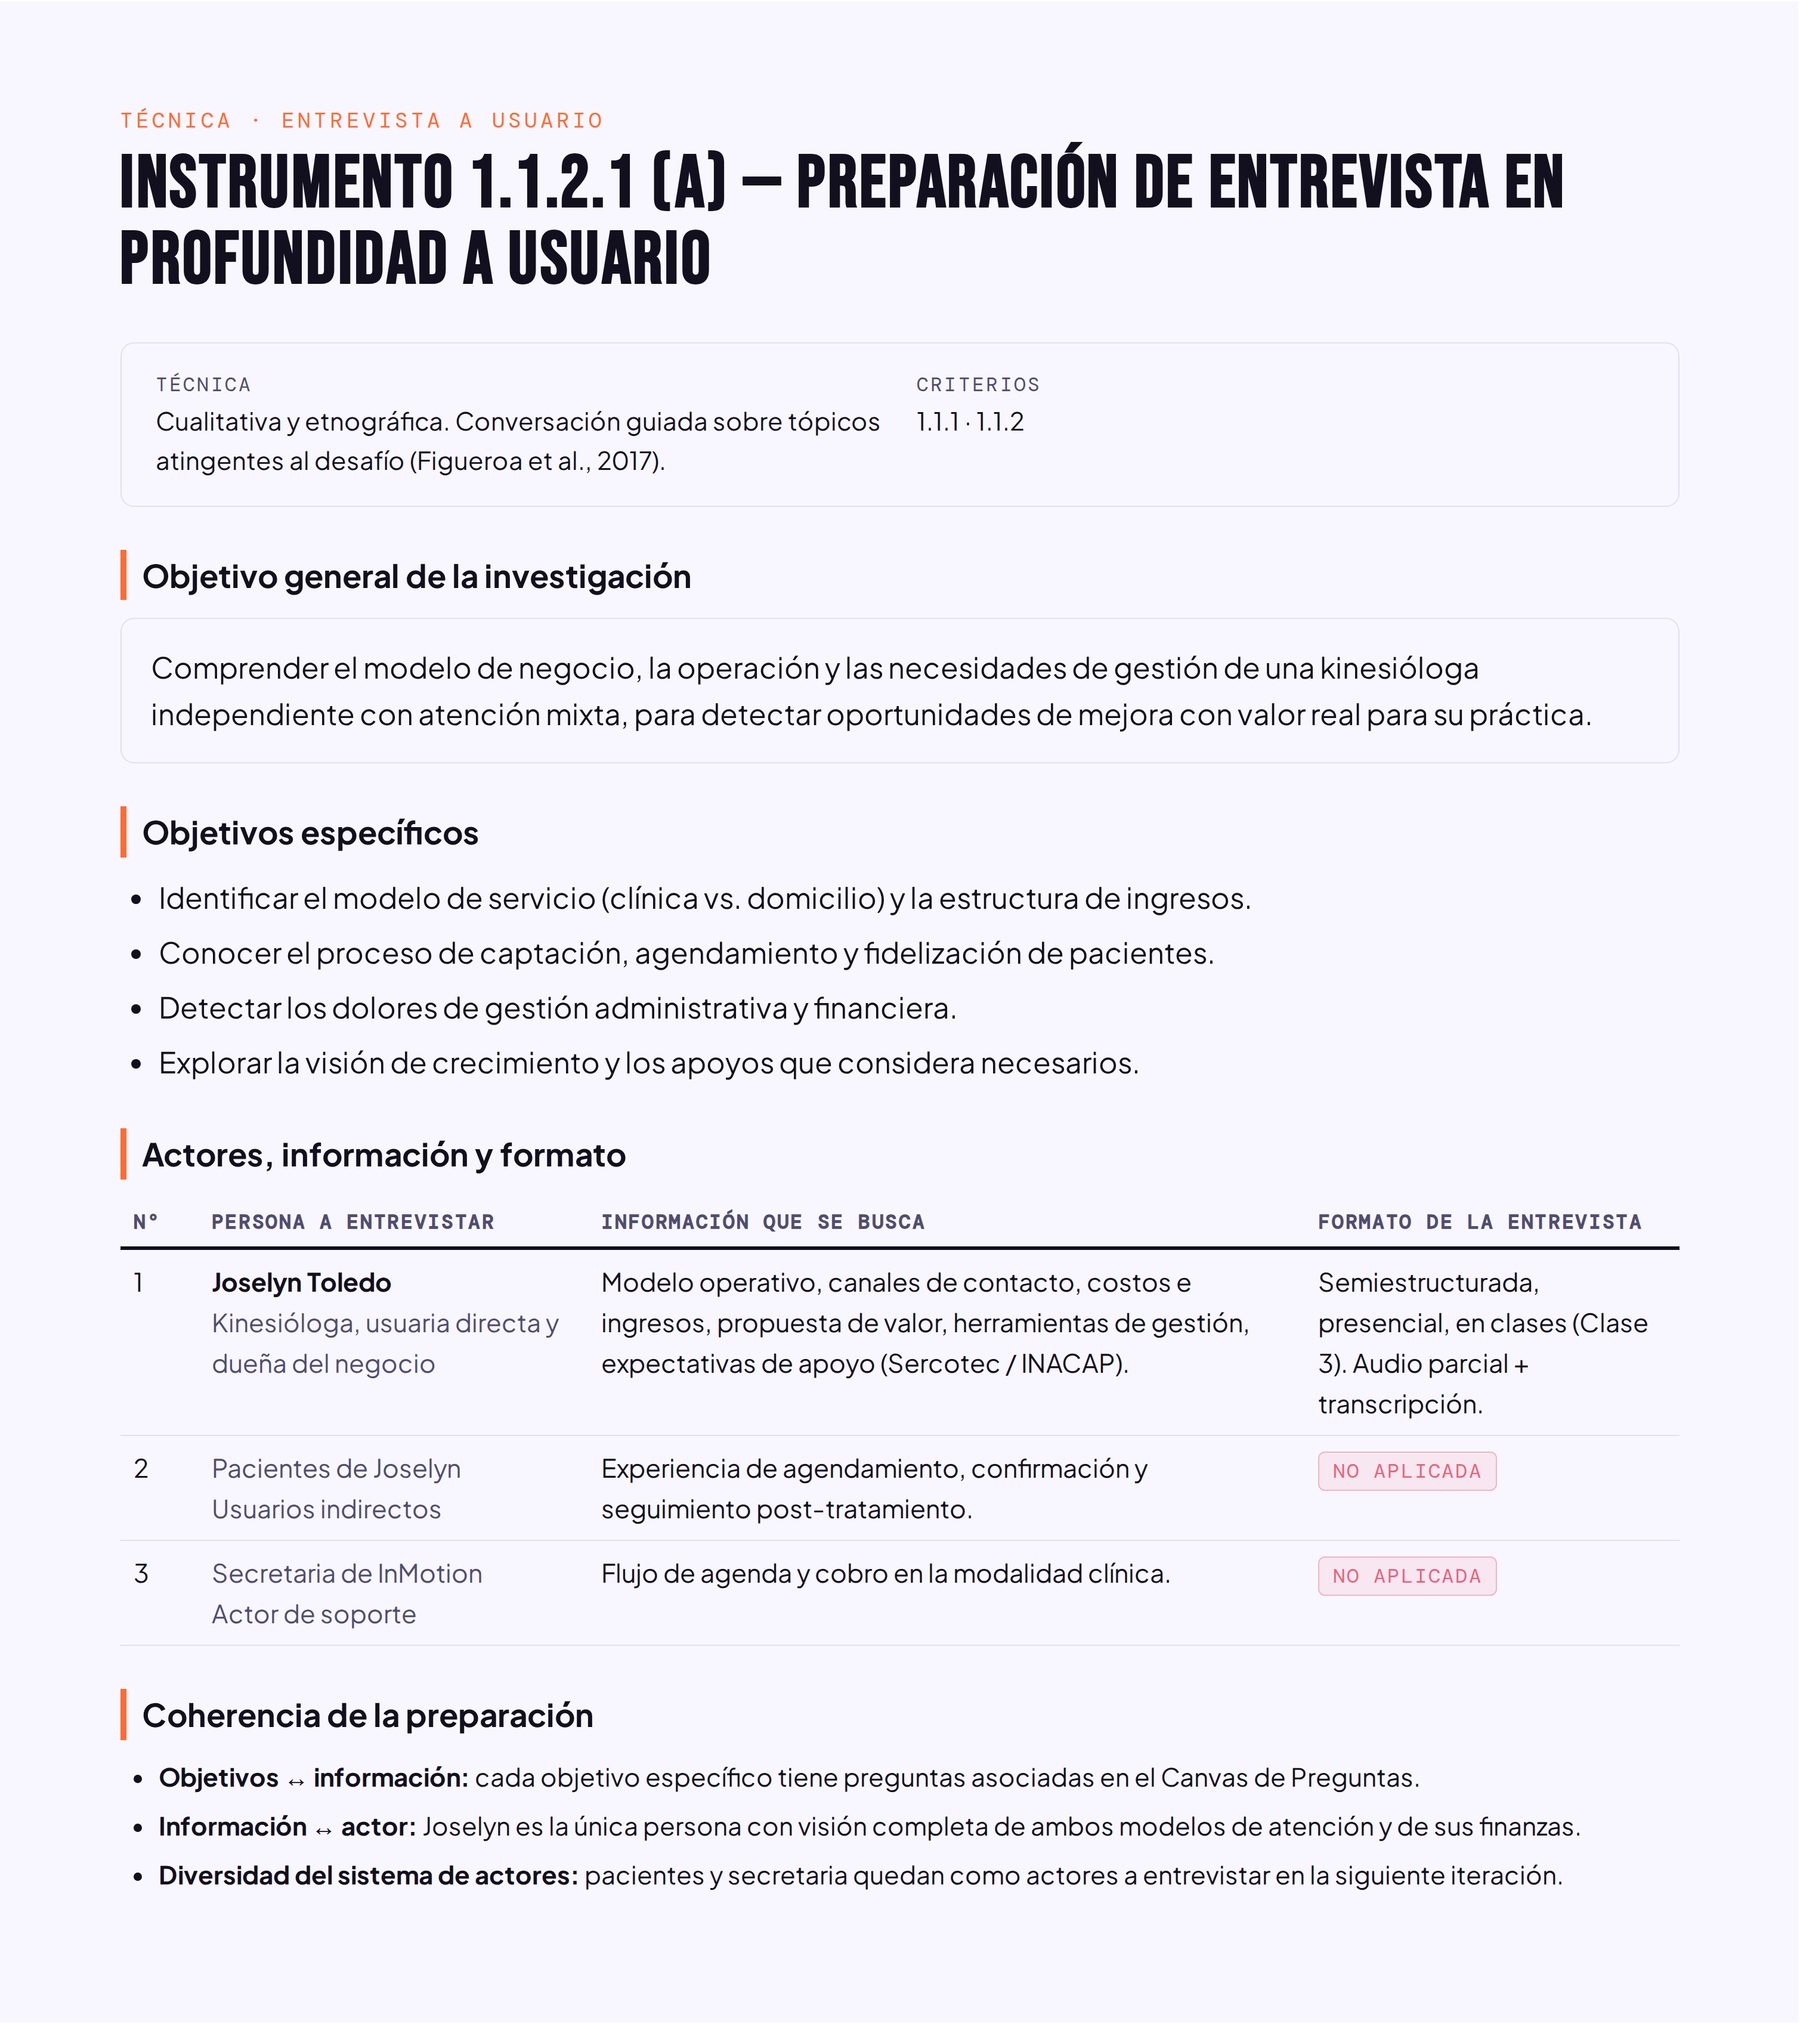 TÉCNICA · ENTREVISTA A USUARIO
INSTRUMENTO 1.1.2.1 (A) — PREPARACIÓN DE ENTREVISTA EN
PROFUNDIDAD A USUARIO
TÉCNICA
Cualitativa y etnográfica. Conversación guiada sobre tópicos
atingentes al desafío (Figueroa et al., 2017).
CRITERIOS
1.1.1 · 1.1.2
Objetivo general de la investigación
Comprender el modelo de negocio, la operación y las necesidades de gestión de una kinesióloga
independiente con atención mixta, para detectar oportunidades de mejora con valor real para su práctica.
Objetivos específicos
• Identificar el modelo de servicio (clínica vs. domicilio) y la estructura de ingresos.
• Conocer el proceso de captación, agendamiento y fidelización de pacientes.
• Detectar los dolores de gestión administrativa y financiera.
• Explorar la visión de crecimiento y los apoyos que considera necesarios.
Actores, información y formato
N° PERSONA A ENTREVISTAR INFORMACIÓN QUE SE BUSCA FORMATO DE LA ENTREVISTA
1
Joselyn Toledo
Kinesióloga, usuaria directa y
dueña del negocio
Modelo operativo, canales de contacto, costos e
ingresos, propuesta de valor, herramientas de gestión,
expectativas de apoyo (Sercotec / INACAP).
Semiestructurada,
presencial, en clases (Clase
3). Audio parcial +
transcripción.
2
Pacientes de Joselyn
Usuarios indirectos
Experiencia de agendamiento, confirmación y
seguimiento post-tratamiento.
NO APLICADA
3
Secretaria de InMotion
Actor de soporte
Flujo de agenda y cobro en la modalidad clínica.
NO APLICADA
Coherencia de la preparación
• Objetivos ↔ información: cada objetivo específico tiene preguntas asociadas en el Canvas de Preguntas.
• Información ↔ actor: Joselyn es la única persona con visión completa de ambos modelos de atención y de sus finanzas.
• Diversidad del sistema de actores: pacientes y secretaria quedan como actores a entrevistar en la siguiente iteración.